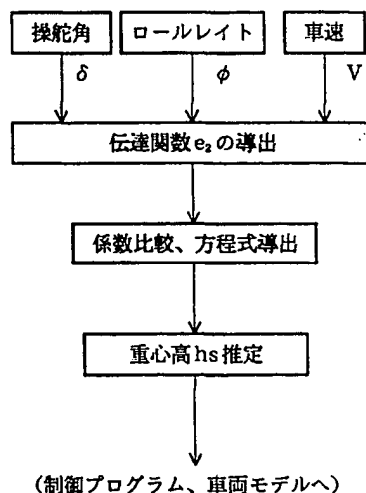 操舵角 ロールレイト 車速
δ φ V
伝達関数e₂の導出
係数比較、方程式導出
重心高hs推定
(制御プログラム、車両モデルへ)